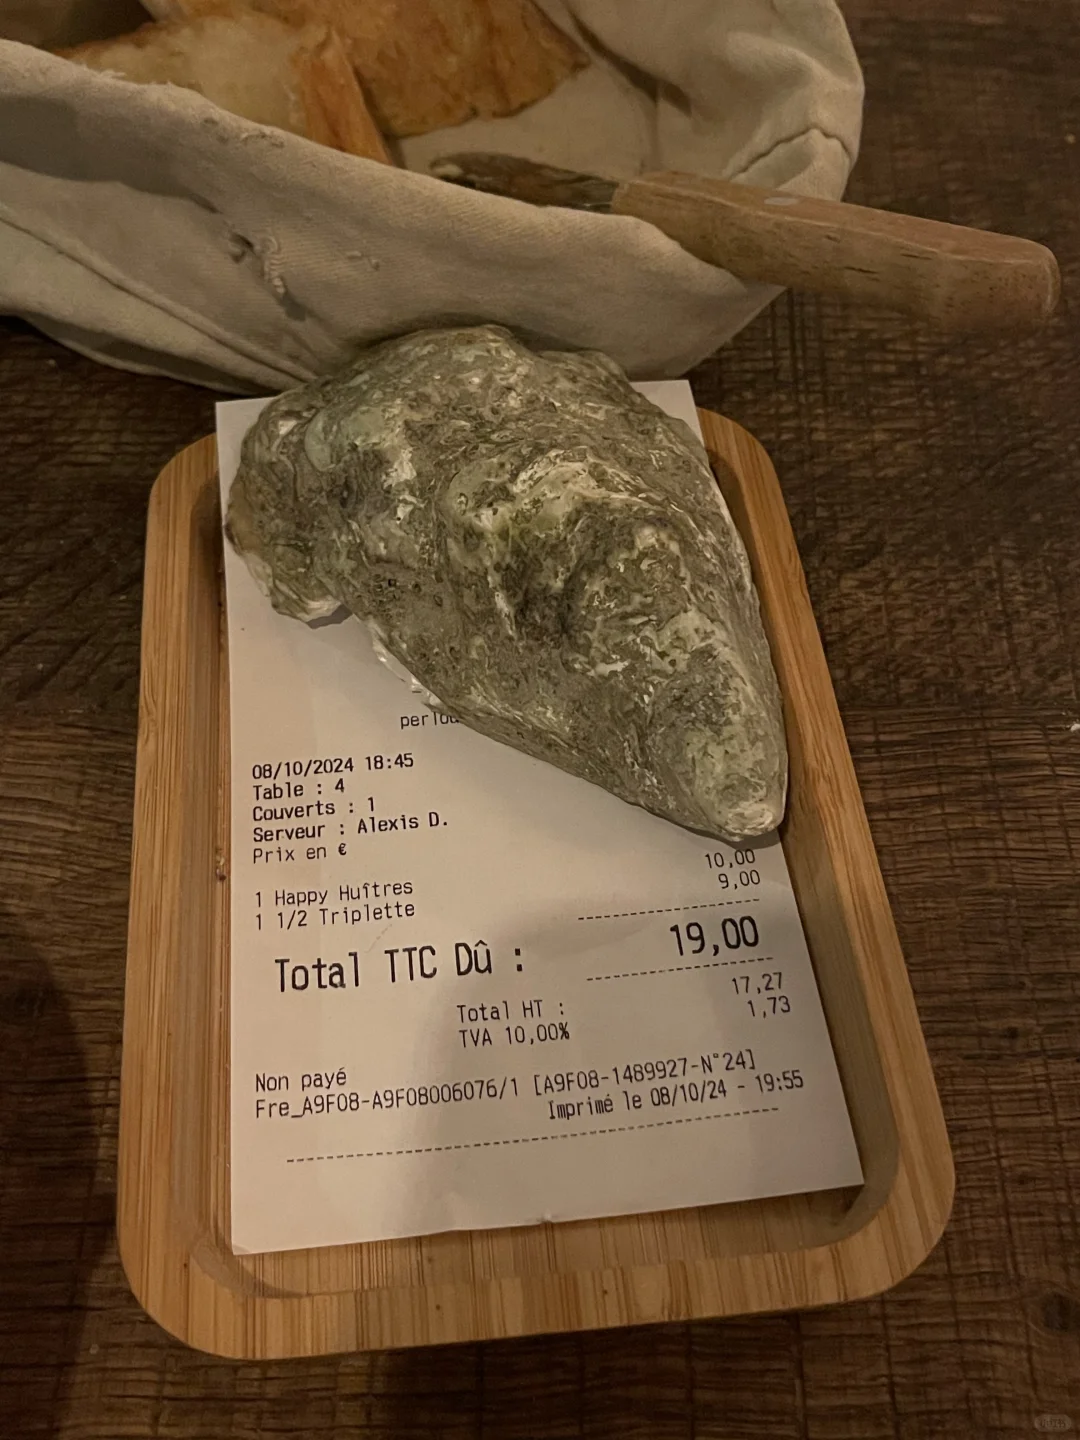 08/10/2024 18:45
Table : 4
Couverts : 1
Serveur : Alexis D.
Prix en €
1 Happy Huîtres 10,00
1 1/2 Triplette 9,00
Total TTC Dû : 19,00
Total HT : 17,27
TVA 10,00% 1,73
Non payé
Fre_A9F08-A9F08006076/1 [A9F08-1489927-N°24]
Imprimé le 08/10/24 - 19:55